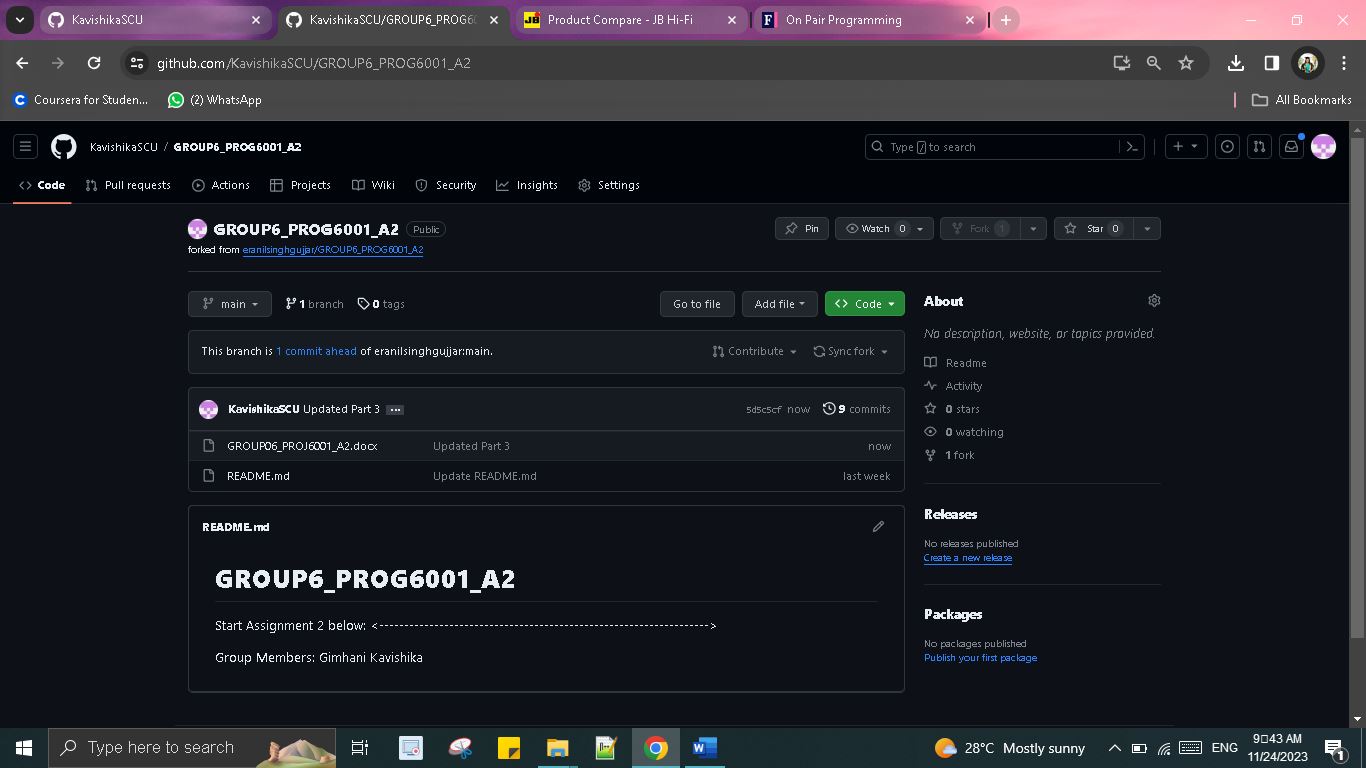 KavishikaSCU
KavishikaSCU/GROUP6_PROG60
Product Compare - JB Hi-Fi
On Pair Programming
github.com/KavishikaSCU/GROUP6_PROG6001_A2
Coursera for Studen...
(2) WhatsApp
All Bookmarks
KavishikaSCU / GROUP6_PROG6001_A2
Type / to search
Code Pull requests Actions Projects Wiki Security Insights Settings
GROUP6_PROG6001_A2 Public
Pin Watch 0 Fork 1 Star 0
forked from eranilsinghgujjar/GROUP6_PROG6001_A2
main 1 branch 0 tags
Go to file Add file Code
This branch is 1 commit ahead of eranilsinghgujjar:main.
Contribute Sync fork
KavishikaSCU Updated Part 3 ... 5d5c5cf now 9 commits
GROUP06_PROJ6001_A2.docx Updated Part 3 now
README.md Update README.md last week
README.md
GROUP6_PROG6001_A2
Start Assignment 2 below: <------------------------------------------------------------------>
Group Members: Gimhani Kavishika
About
No description, website, or topics provided.
Readme
Activity
0 stars
0 watching
1 fork
Releases
No releases published
Create a new release
Packages
No packages published
Publish your first package
Type here to search
28°C Mostly sunny
ENG
9:43 AM
11/24/2023
1